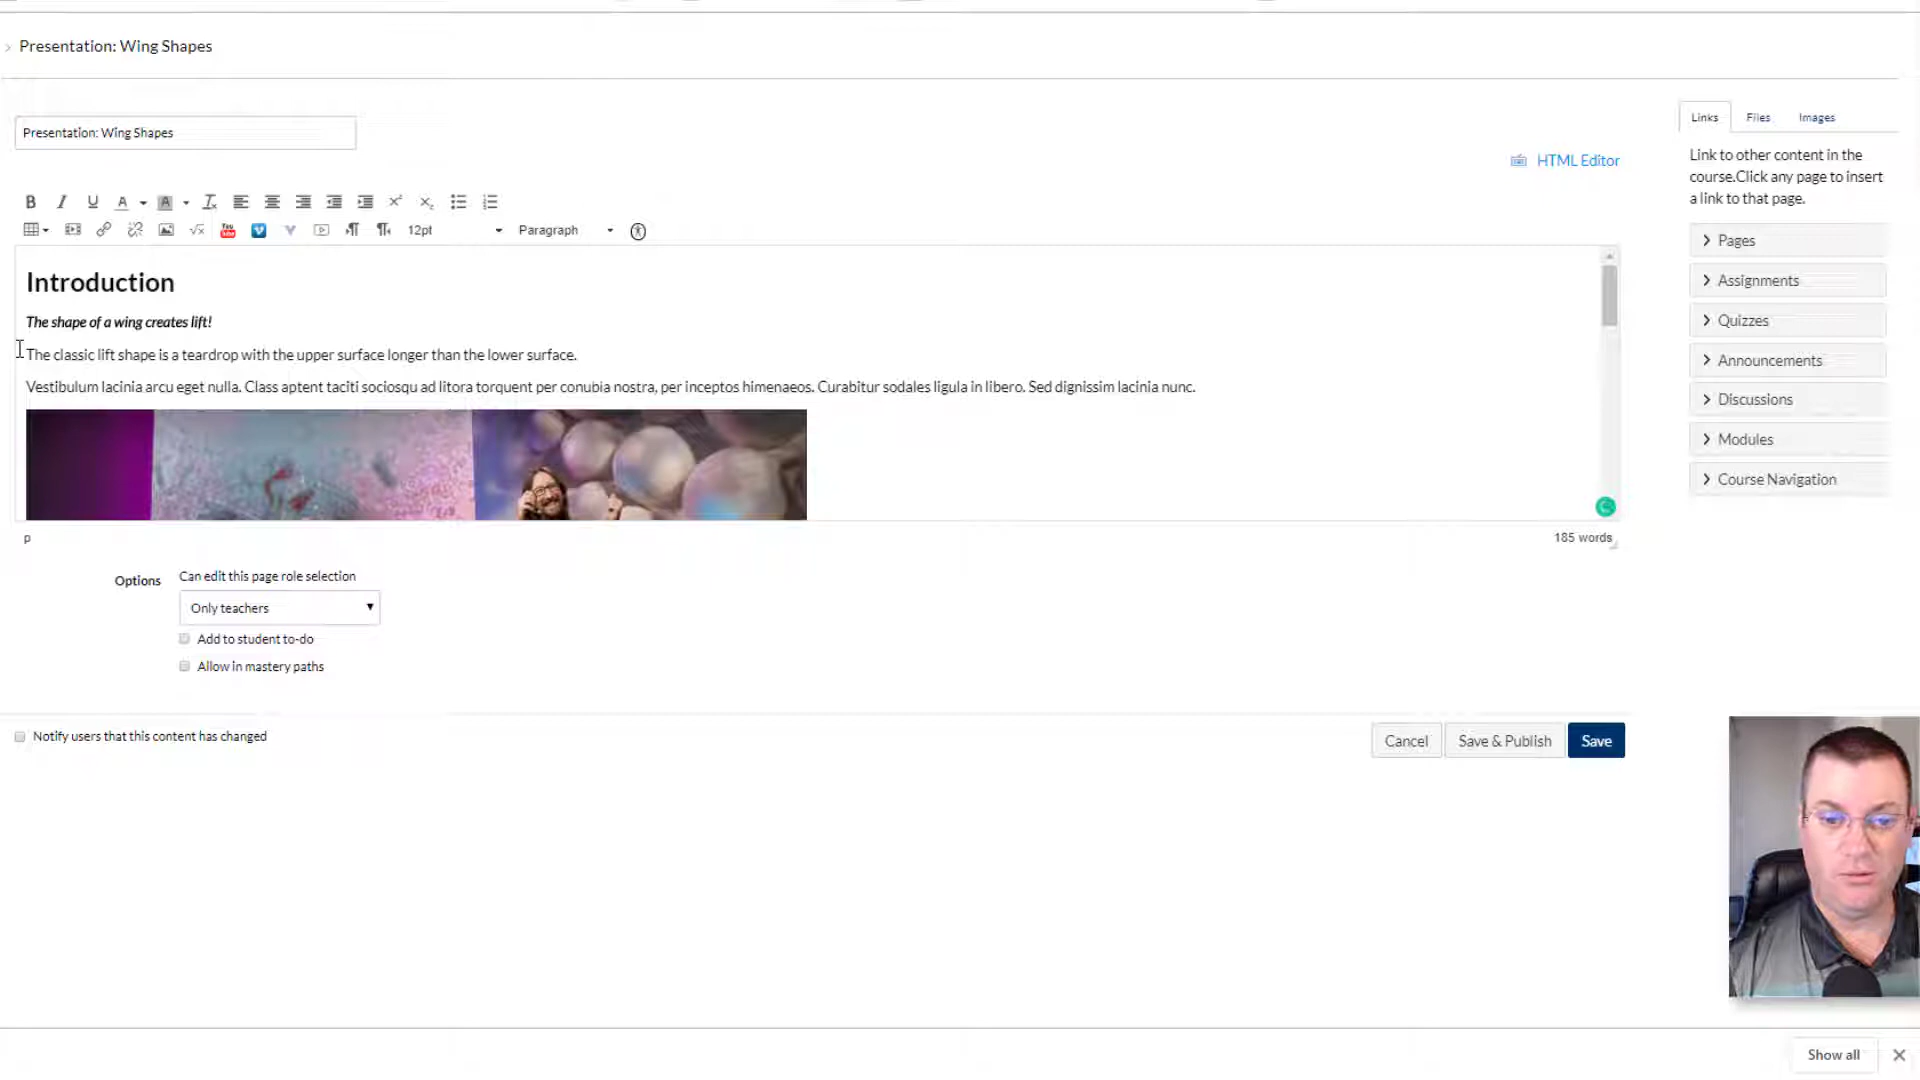 Presentation: Wing Shapes
Presentation: Wing Shapes
HTML Editor
B I U A A
12pt Paragraph
Introduction
The shape of a wing creates lift!
The classic lift shape is a teardrop with the upper surface longer than the lower surface.
Vestibulum lacinia arcu eget nulla. Class aptent taciti sociosqu ad litora torquent per conubia nostra, per inceptos himenaeos. Curabitur sodales ligula in libero. Sed dignissim lacinia nunc.
p
185 words
Options
Can edit this page role selection
Only teachers
Add to student to-do
Allow in mastery paths
Notify users that this content has changed
Cancel
Save & Publish
Save
Links Files Images
Link to other content in the
course.Click any page to insert
a link to that page.
Pages
Assignments
Quizzes
Announcements
Discussions
Modules
Course Navigation
Show all